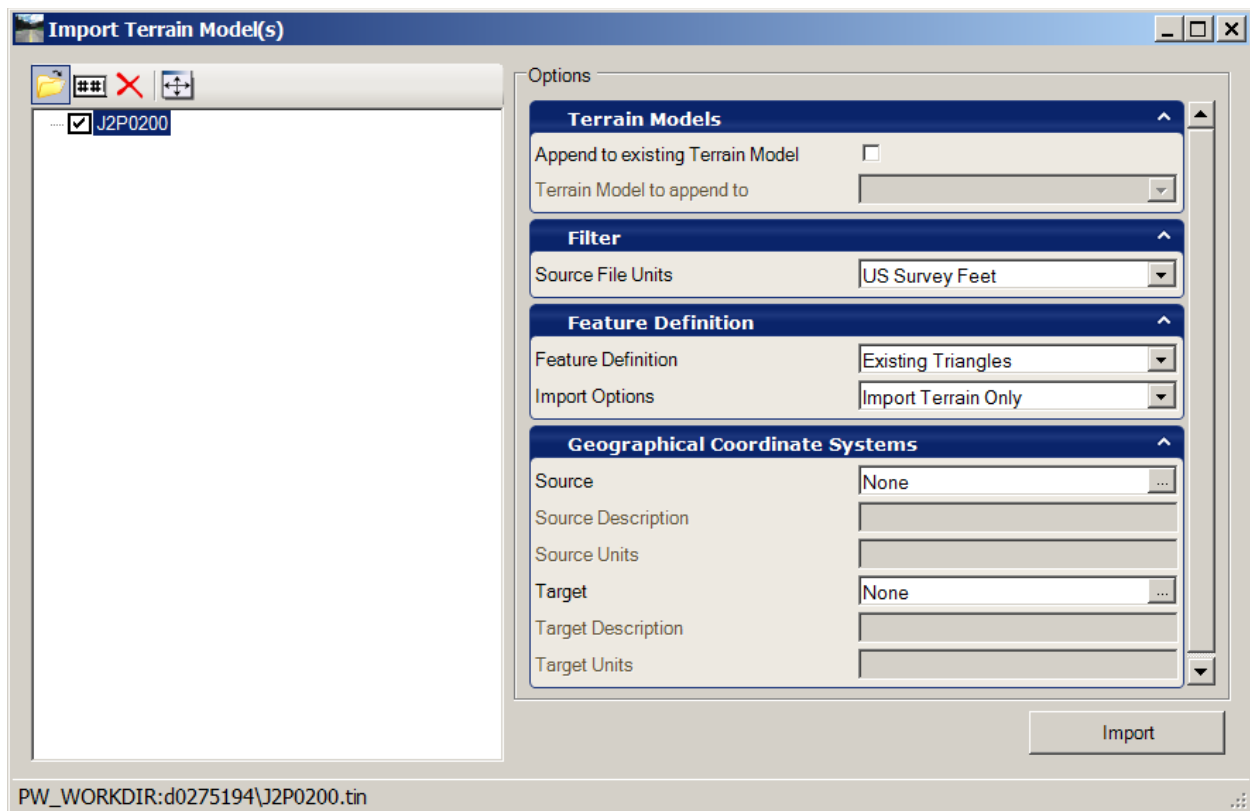 Import Terrain Model(s)
##
J2P0200
Options
Terrain Models
Append to existing Terrain Model
Terrain Model to append to
Filter
Source File Units US Survey Feet
Feature Definition
Feature Definition Existing Triangles
Import Options Import Terrain Only
Geographical Coordinate Systems
Source None ...
Source Description
Source Units
Target None ...
Target Description
Target Units
Import
PW_WORKDIR:d0275194\J2P0200.tin